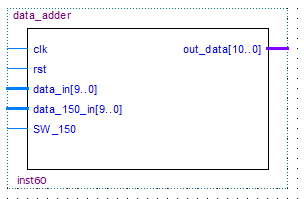 data_adder
clk out_data[10..0]
rst
data_in[9..0]
data_150_in[9..0]
SW_150
inst60